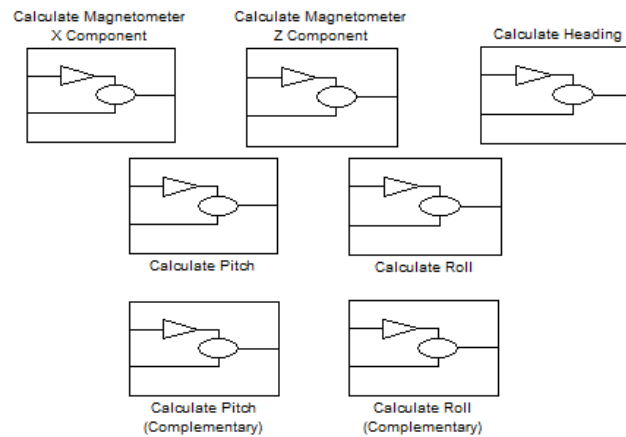 Calculate Magnetometer
X Component
Calculate Magnetometer
Z Component
Calculate Heading
Calculate Pitch
Calculate Roll
Calculate Pitch
(Complementary)
Calculate Roll
(Complementary)